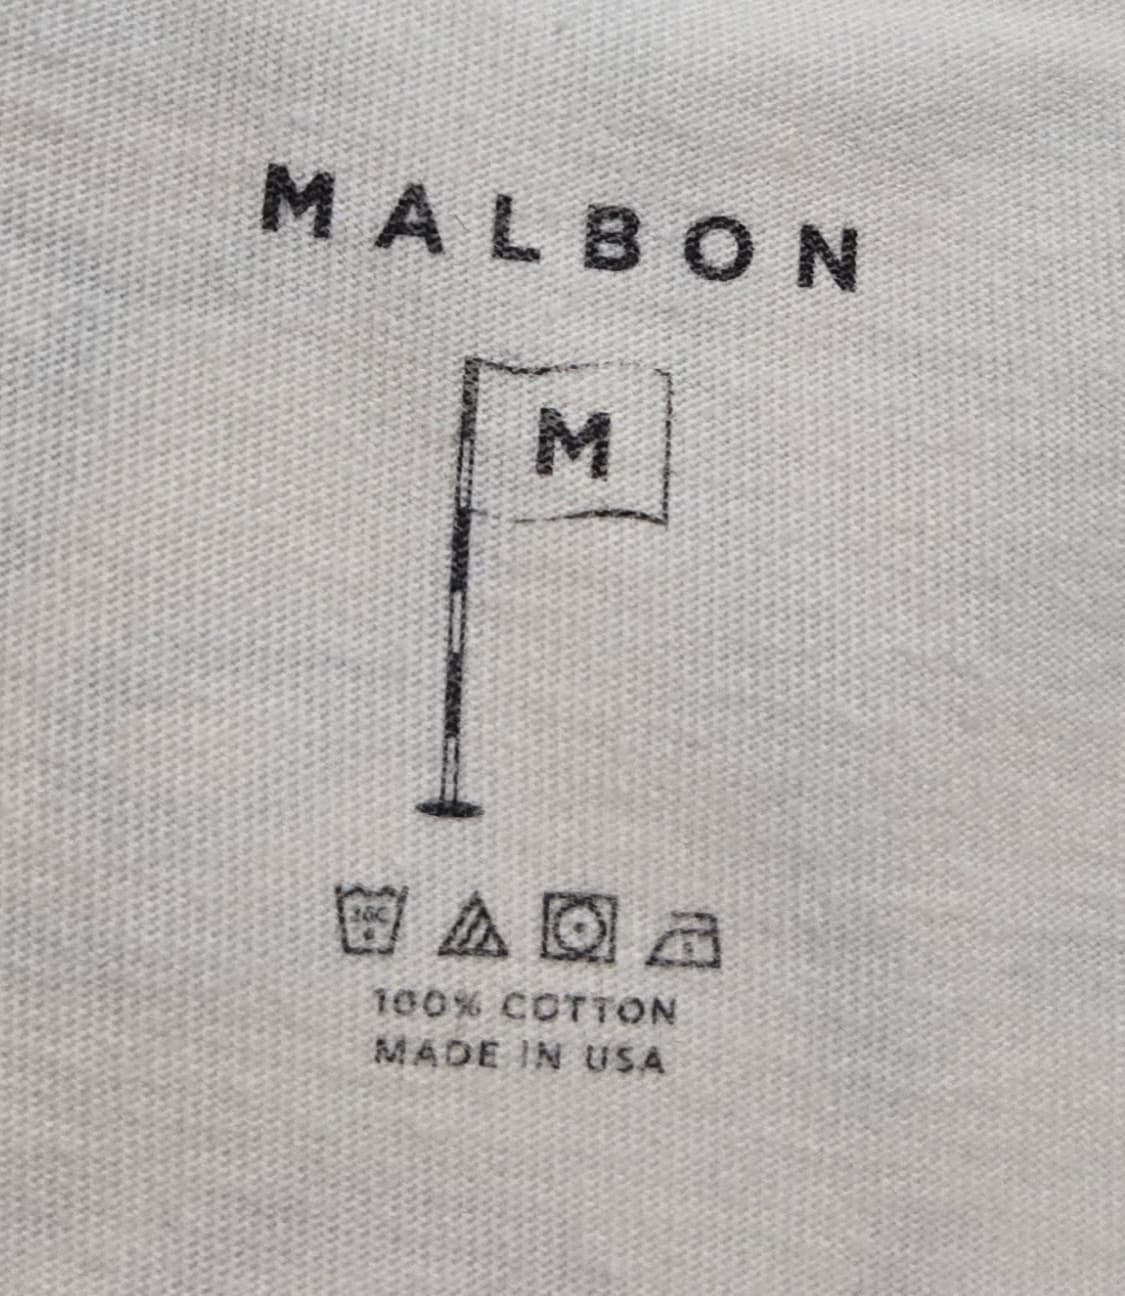 MALBON
M
30C
100% COTTON
MADE IN USA